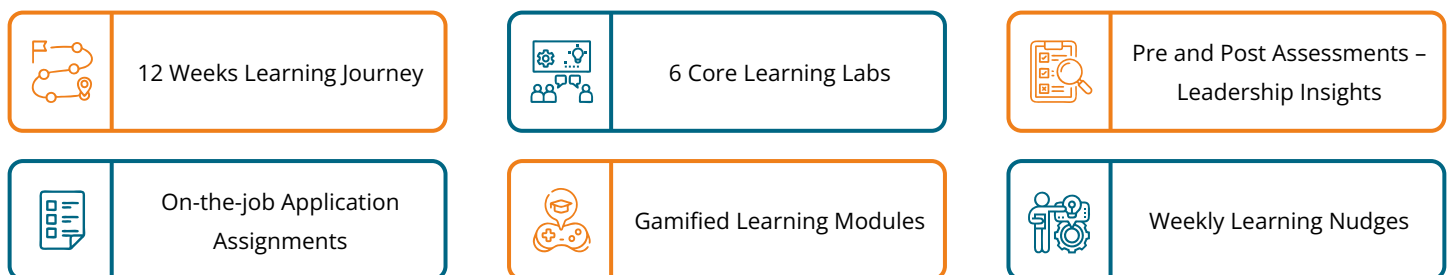 12 Weeks Learning Journey
6 Core Learning Labs
Pre and Post Assessments –
Leadership Insights
On-the-job Application
Assignments
Gamified Learning Modules
Weekly Learning Nudges